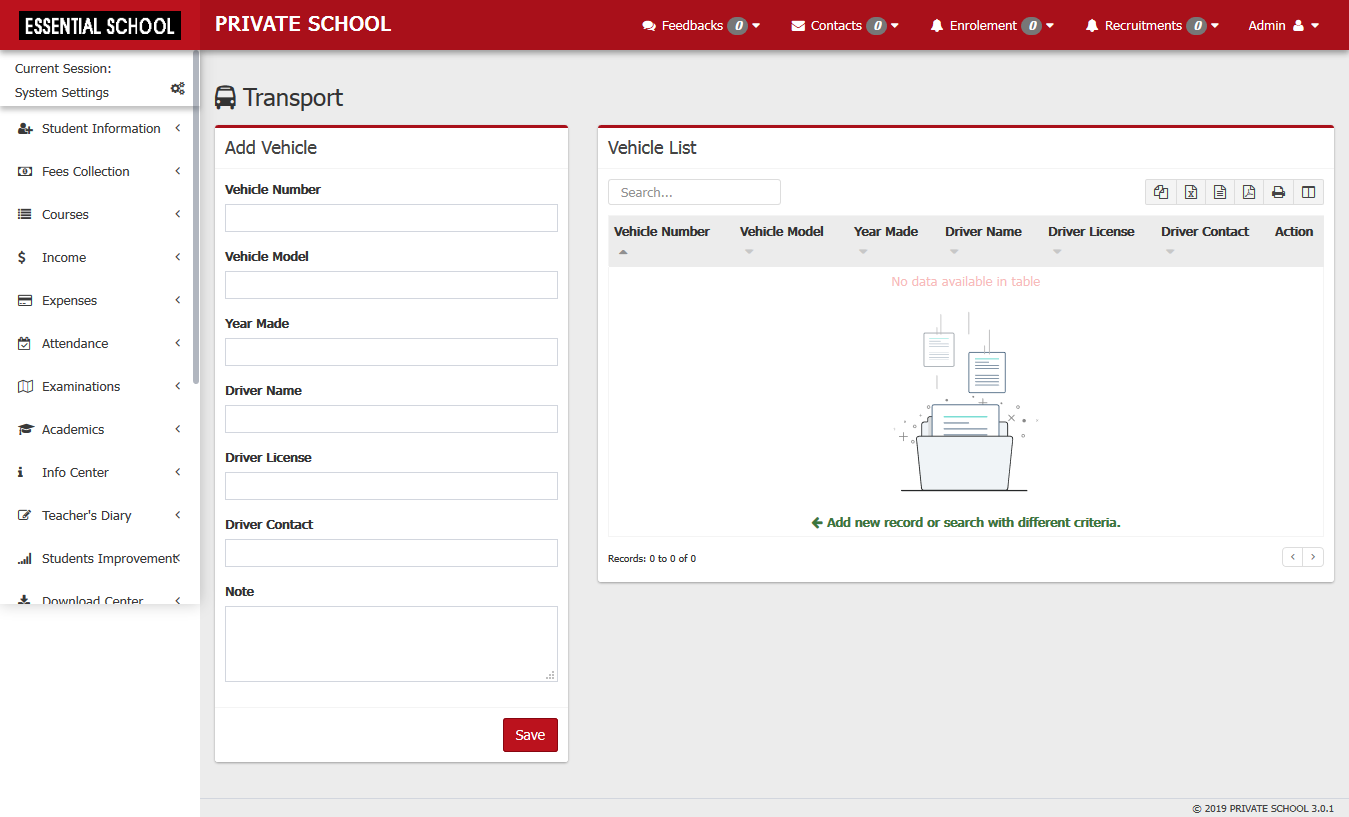 ESSENTIAL SCHOOL
PRIVATE SCHOOL
Feedbacks 0
Contacts 0
Enrolement 0
Recruitments 0
Admin
Current Session:
System Settings
Student Information
Fees Collection
Courses
Income
Expenses
Attendance
Examinations
Academics
Info Center
Teacher's Diary
Students Improvement
Download Center
Transport
Add Vehicle
Vehicle Number
Vehicle Model
Year Made
Driver Name
Driver License
Driver Contact
Note
Save
Vehicle List
Search...
Vehicle Number Vehicle Model Year Made Driver Name Driver License Driver Contact Action
No data available in table
Add new record or search with different criteria.
Records: 0 to 0 of 0
© 2019 PRIVATE SCHOOL 3.0.1